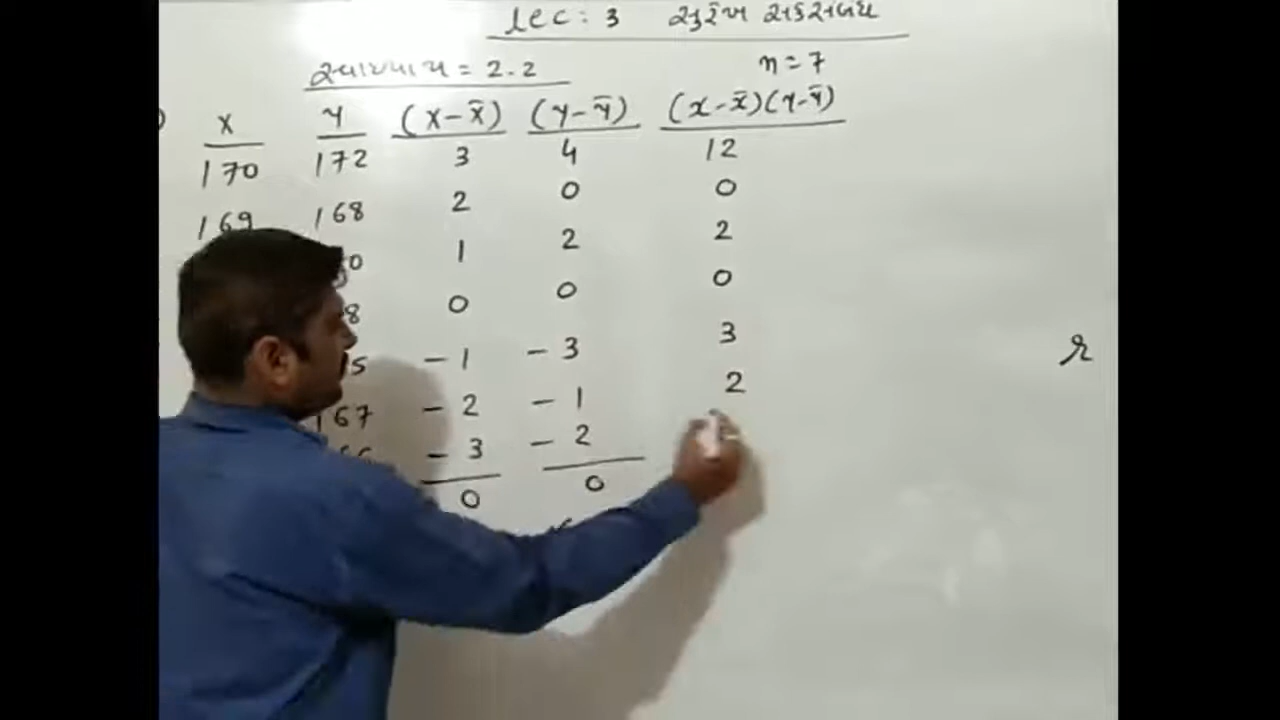 Lec : 3 સુરેખ સહસંબંધ
સ્વાધ્યાય = 2.2 n = 7
x y (x - x̄) (y - ȳ) (x - x̄)(y - ȳ)
170 172 3 4 12
169 168 2 0 0
1 2 2
0 0 0
- 1 - 3 3
167 - 2 - 1 2
- 3 - 2
0 0
r